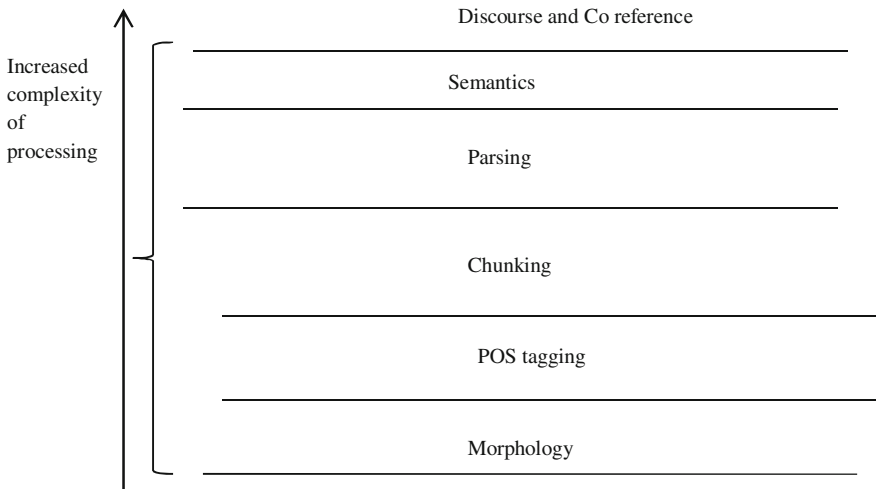 Discourse and Co reference
Increased
complexity
of
processing
Semantics
Parsing
Chunking
POS tagging
Morphology